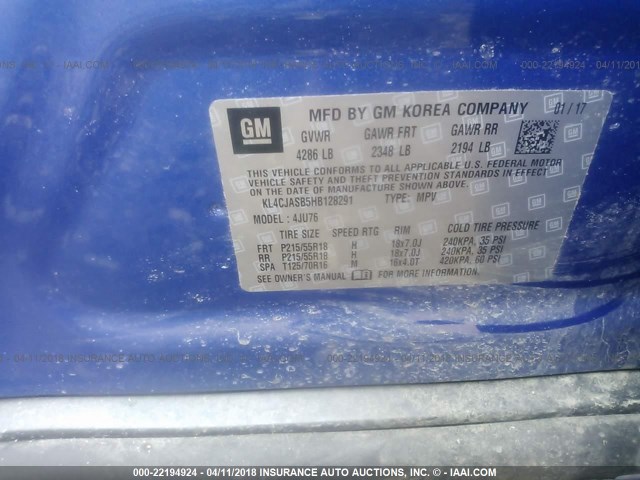 000-22194924 - 04/11/2018
GM
MFD BY GM KOREA COMPANY 01/17
GVWR GAWR FRT GAWR RR
4286 LB 2348 LB 2194 LB
THIS VEHICLE CONFORMS TO ALL APPLICABLE U.S. FEDERAL MOTOR
VEHICLE SAFETY AND THEFT PREVENTION STANDARDS IN EFFECT ON
THE DATE OF MANUFACTURE SHOWN ABOVE.
KL4CJASB5HB128291 TYPE: MPV
MODEL: 4JU76
TIRE SIZE SPEED RTG RIM COLD TIRE PRESSURE
FRT P215/55R18 H 18x7.0J 240KPA, 35 PSI
RR P215/55R18 H 18x7.0J 240KPA, 35 PSI
SPA T125/70R16 M 16x4.0T 420KPA, 60 PSI
SEE OWNER'S MANUAL FOR MORE INFORMATION.
000-22194924 - 04/11/2018 INSURANCE AUTO AUCTIONS, INC. - IAAI.COM